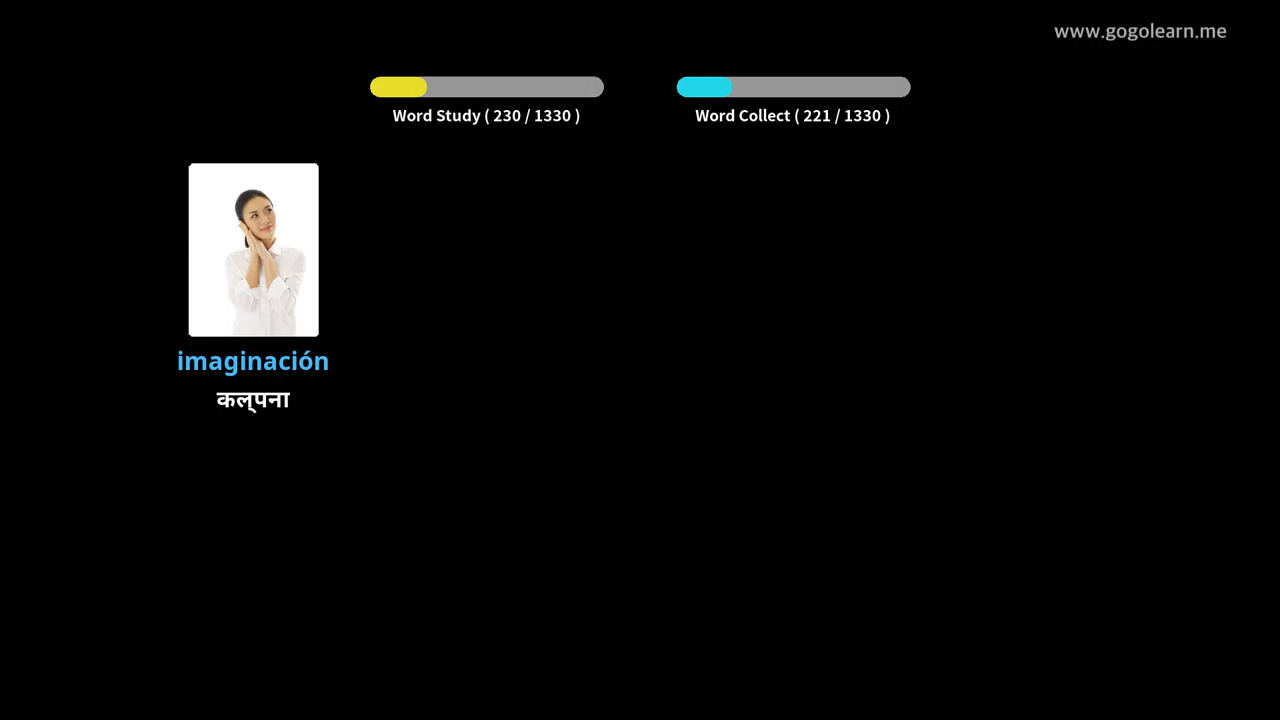 www.gogolearn.me
Word Study ( 230 / 1330 )
Word Collect ( 221 / 1330 )
imaginación
कल्पना